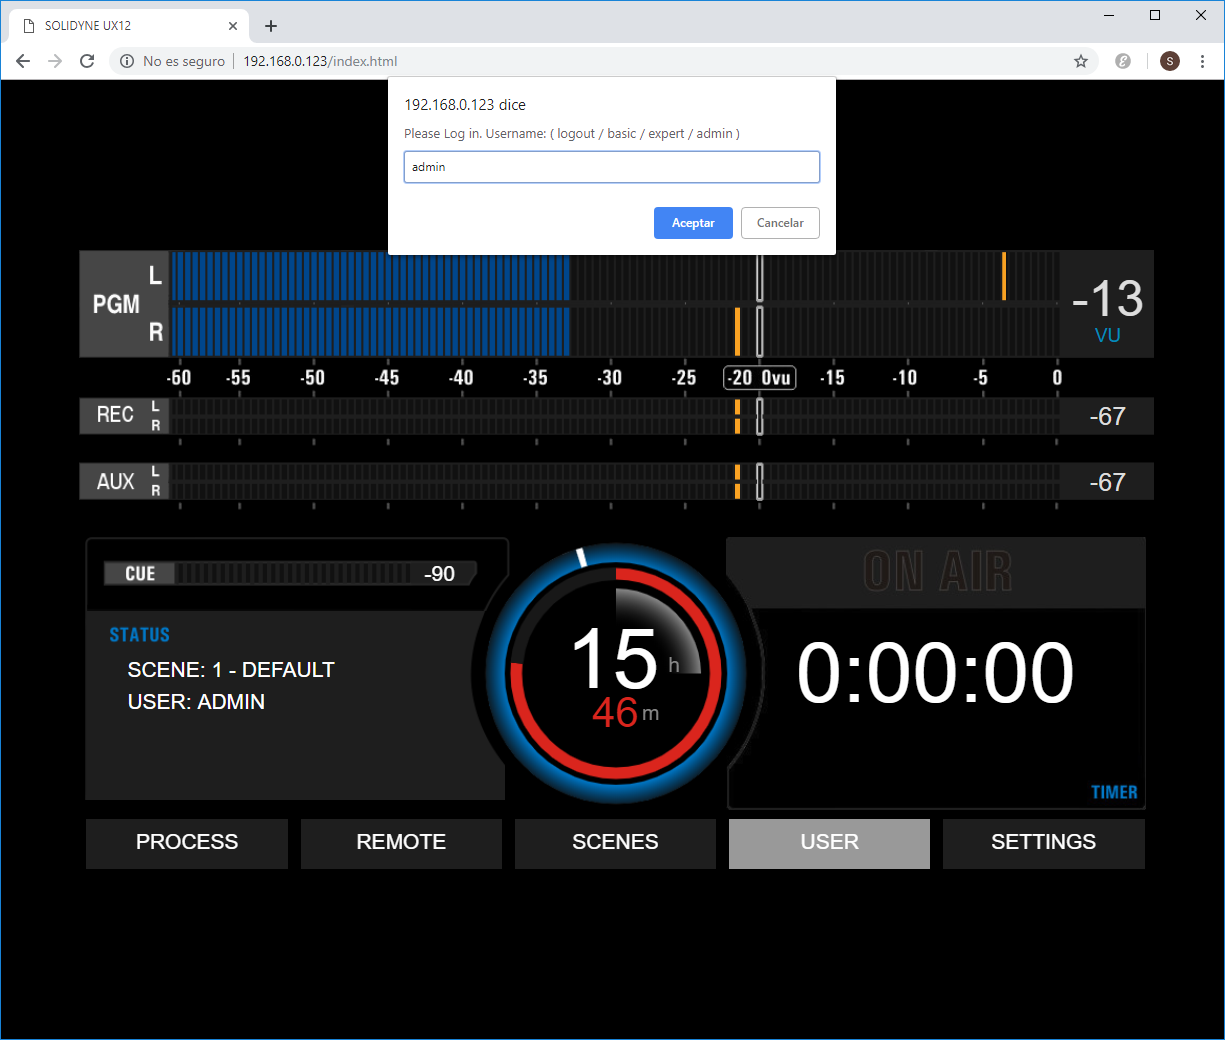 SOLIDYNE UX12
No es seguro | 192.168.0.123/index.html
S
192.168.0.123 dice
Please Log in. Username: ( logout / basic / expert / admin )
admin
Aceptar Cancelar
PGM L R -13 VU
-60 -55 -50 -45 -40 -35 -30 -25 -20 0vu -15 -10 -5 0
REC L R -67
AUX L R -67
CUE -90
ON AIR
STATUS
SCENE: 1 - DEFAULT
USER: ADMIN
15 h
46 m
0:00:00
TIMER
PROCESS REMOTE SCENES USER SETTINGS